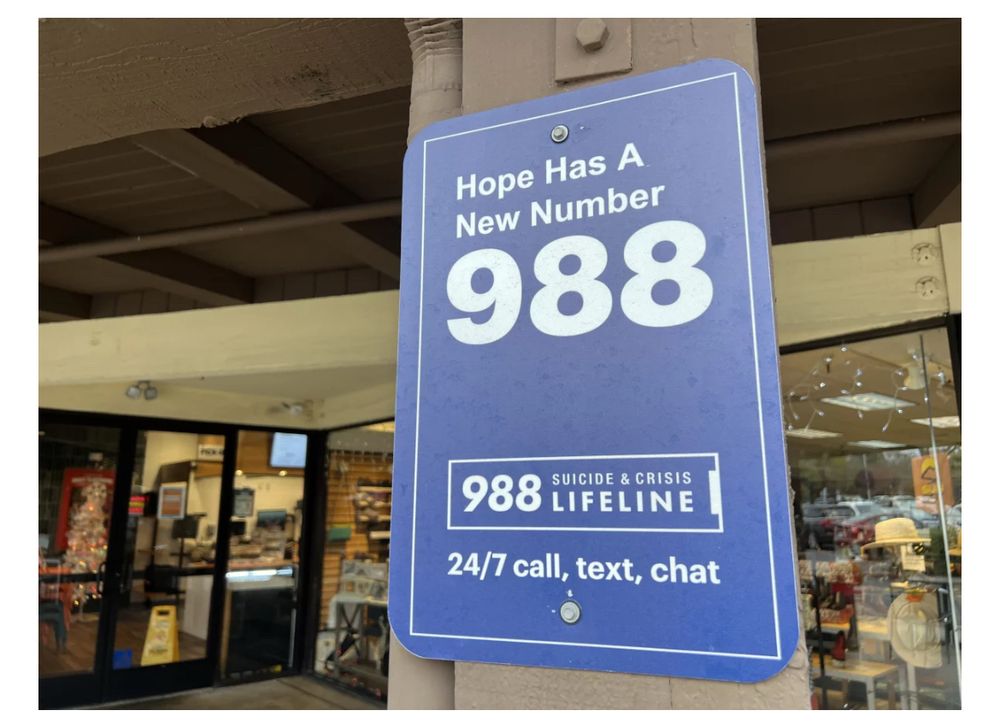 Hope Has A
New Number
988
988 SUICIDE & CRISIS
LIFELINE
24/7 call, text, chat